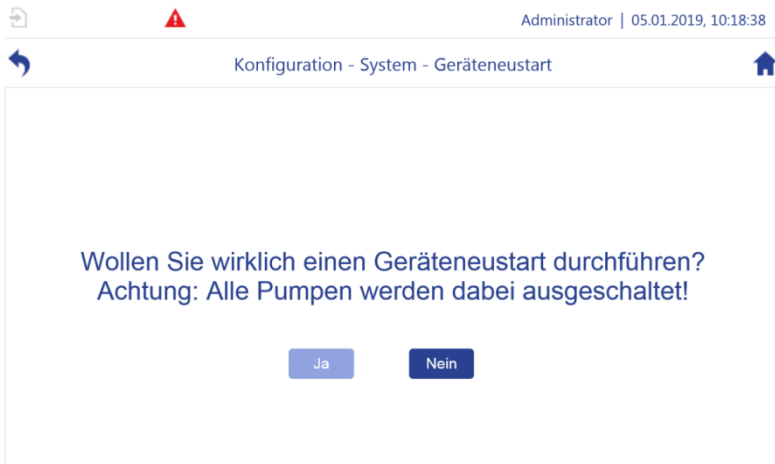 Administrator | 05.01.2019, 10:18:38
Konfiguration - System - Geräteneustart
Wollen Sie wirklich einen Geräteneustart durchführen?
Achtung: Alle Pumpen werden dabei ausgeschaltet!
Ja
Nein